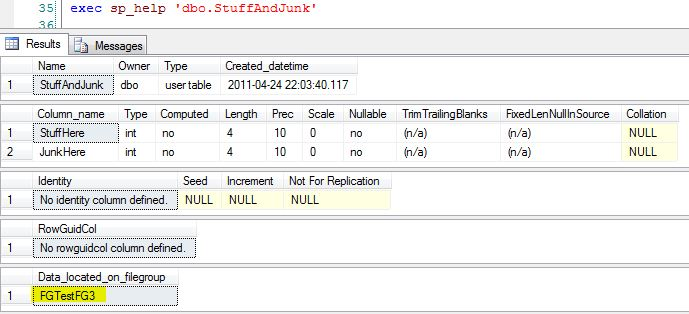 35 exec sp_help 'dbo.StuffAndJunk'
36
Results Messages
Name Owner Type Created_datetime
1 StuffAndJunk dbo user table 2011-04-24 22:03:40.117
Column_name Type Computed Length Prec Scale Nullable TrimTrailingBlanks FixedLenNullInSource Collation
1 StuffHere int no 4 10 0 no (n/a) (n/a) NULL
2 JunkHere int no 4 10 0 no (n/a) (n/a) NULL
Identity Seed Increment Not For Replication
1 No identity column defined. NULL NULL NULL
RowGuidCol
1 No rowguidcol column defined.
Data_located_on_filegroup
1 FGTestFG3